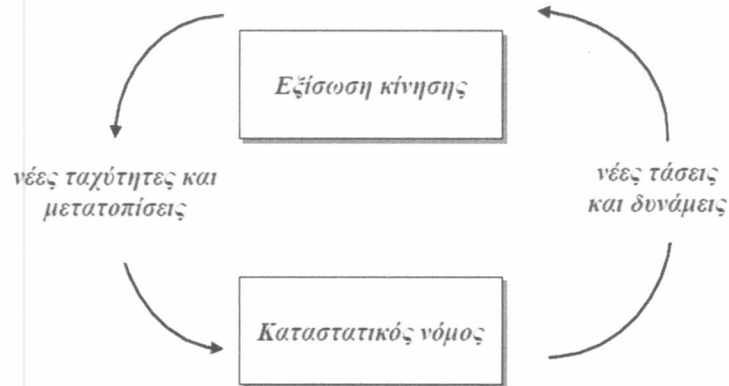 Εξίσωση κίνησης
νέες ταχύτητες και
μετατοπίσεις
νέες τάσεις
και δυνάμεις
Καταστατικός νόμος